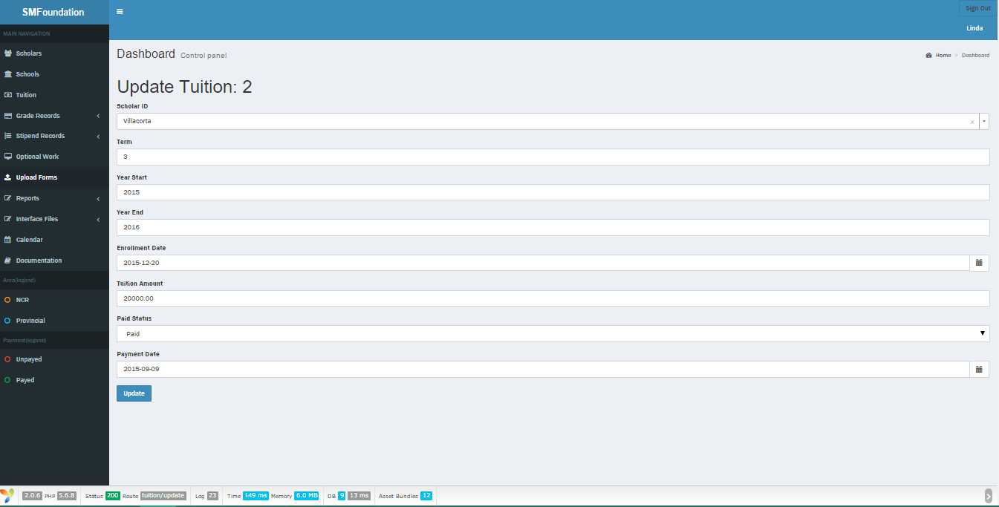 SMFoundation
Sign Out
Linda
MAIN NAVIGATION
Scholars
Schools
Tuition
Grade Records
Stipend Records
Optional Work
Upload Forms
Reports
Interface Files
Calendar
Documentation
Area(legend)
NCR
Provincial
Payment(legend)
Unpayed
Payed
Dashboard Control panel
Home > Dashboard
Update Tuition: 2
Scholar ID
Villacorta x
Term
3
Year Start
2015
Year End
2016
Enrollment Date
2015-12-20
Tuition Amount
20000.00
Paid Status
Paid
Payment Date
2015-09-09
Update
2.0.6 PHP 5.6.8 Status 200 Route tuition/update Log 23 Time 149 ms Memory 6.0 MB DB 9 13 ms Asset Bundles 12